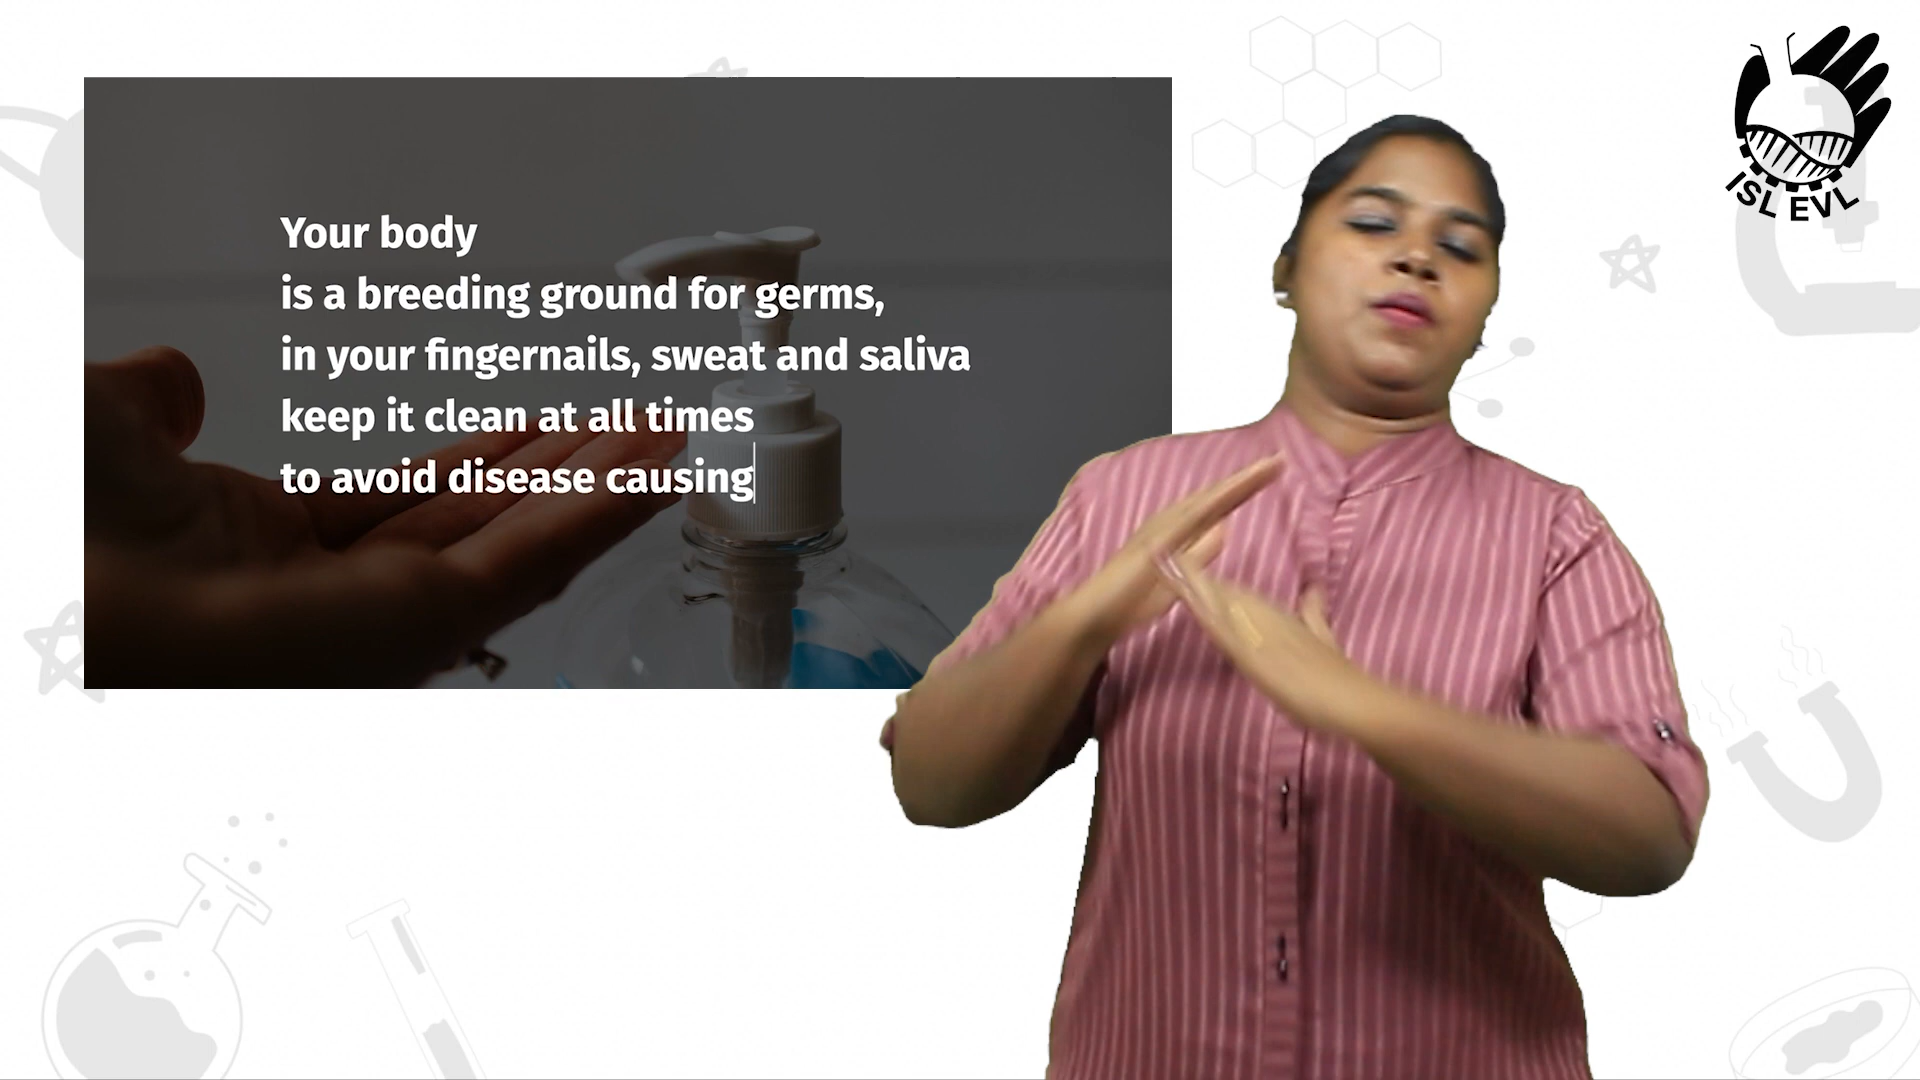 Your body
is a breeding ground for germs,
in your fingernails, sweat and saliva
keep it clean at all times
to avoid disease causing
ISL EVL